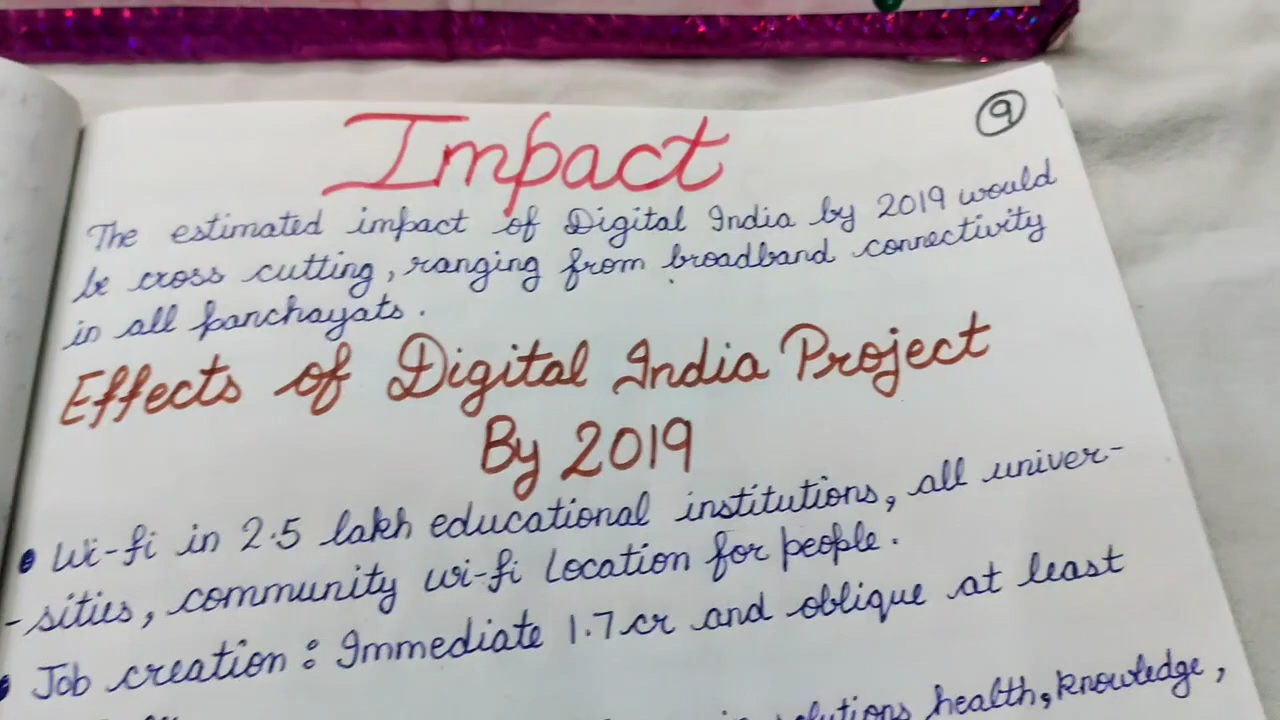 9
Impact
The estimated impact of Digital India by 2019 would
be cross cutting, ranging from broadband connectivity
in all panchayats.
Effects of Digital India Project
By 2019
• Wi-fi in 2.5 lakh educational institutions, all univer-
-sities, community wi-fi Location for people.
• Job creation : Immediate 1.7 cr and oblique at least
health, knowledge,